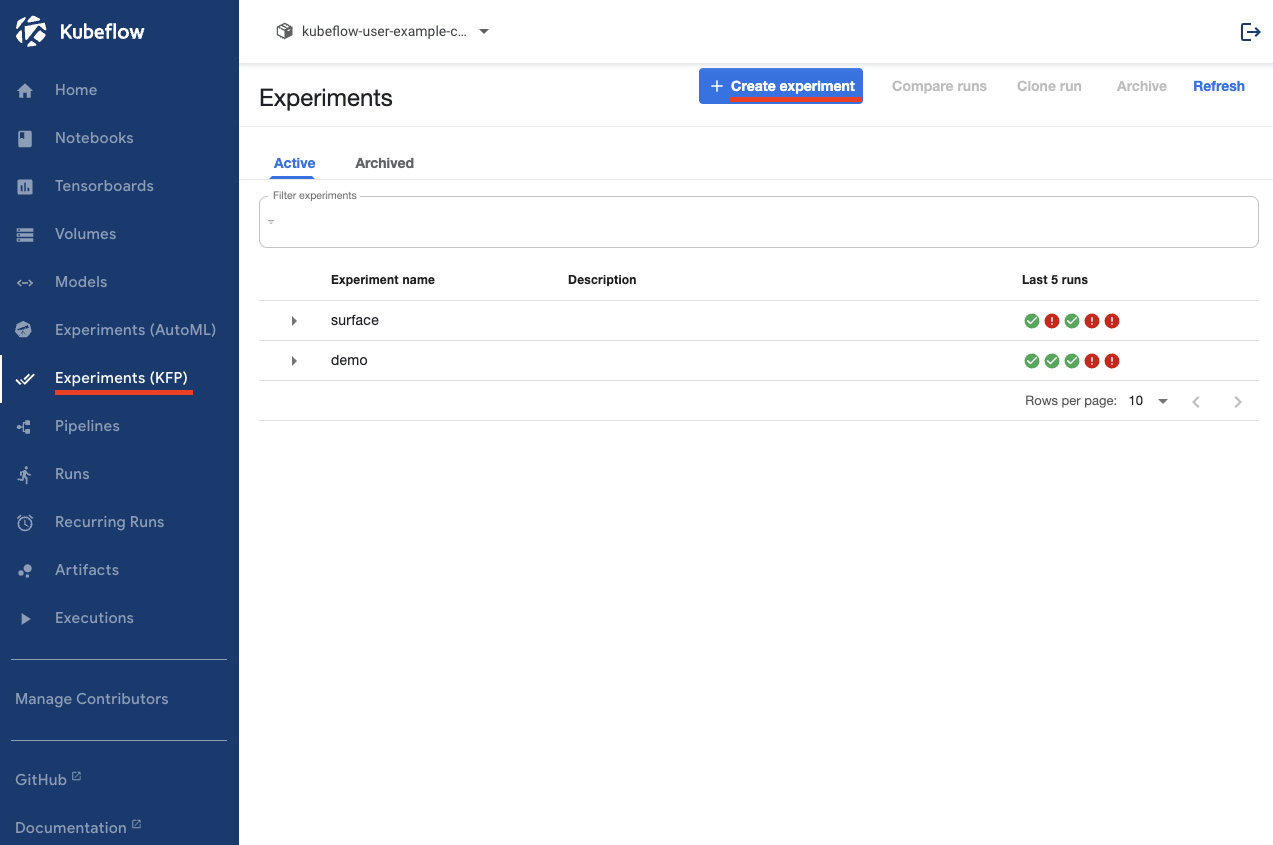 Kubeflow
Home
Notebooks
Tensorboards
Volumes
Models
Experiments (AutoML)
Experiments (KFP)
Pipelines
Runs
Recurring Runs
Artifacts
Executions
Manage Contributors
GitHub
Documentation
kubeflow-user-example-c...
Experiments
+ Create experiment Compare runs Clone run Archive Refresh
Active Archived
Filter experiments
Experiment name Description Last 5 runs
surface
demo
Rows per page: 10